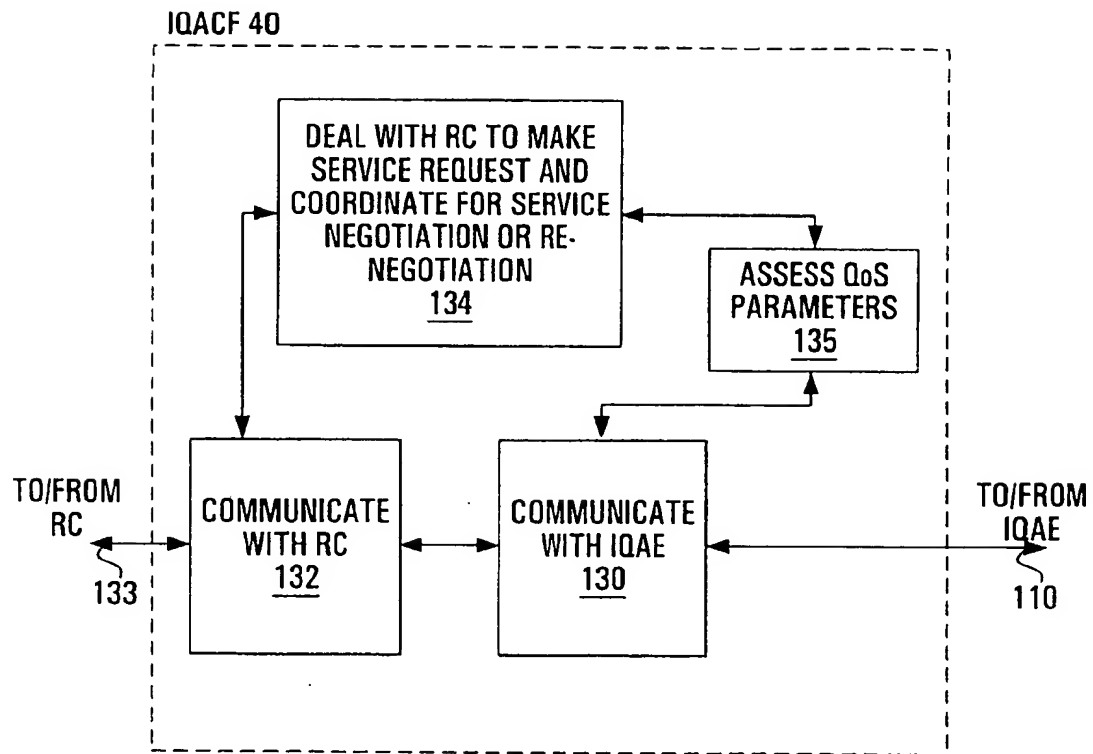 IQACF 40
DEAL WITH RC TO MAKE
SERVICE REQUEST AND
COORDINATE FOR SERVICE
NEGOTIATION OR RE-
NEGOTIATION
134
ASSESS QoS
PARAMETERS
135
TO/FROM
RC
133
COMMUNICATE
WITH RC
132
COMMUNICATE
WITH IQAE
130
TO/FROM
IQAE
110